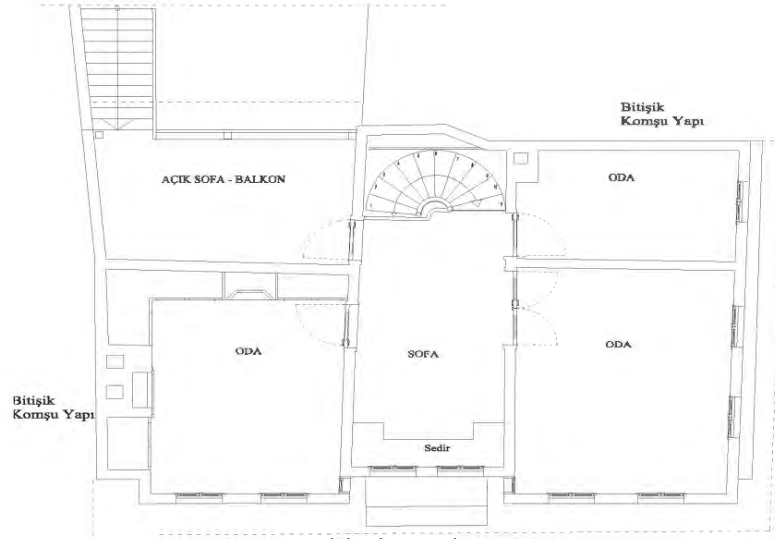 Bitişik
Komşu Yapı
AÇIK SOFA - BALKON
ODA
ODA
SOFA
ODA
Bitişik
Komşu Yapı
Sedir